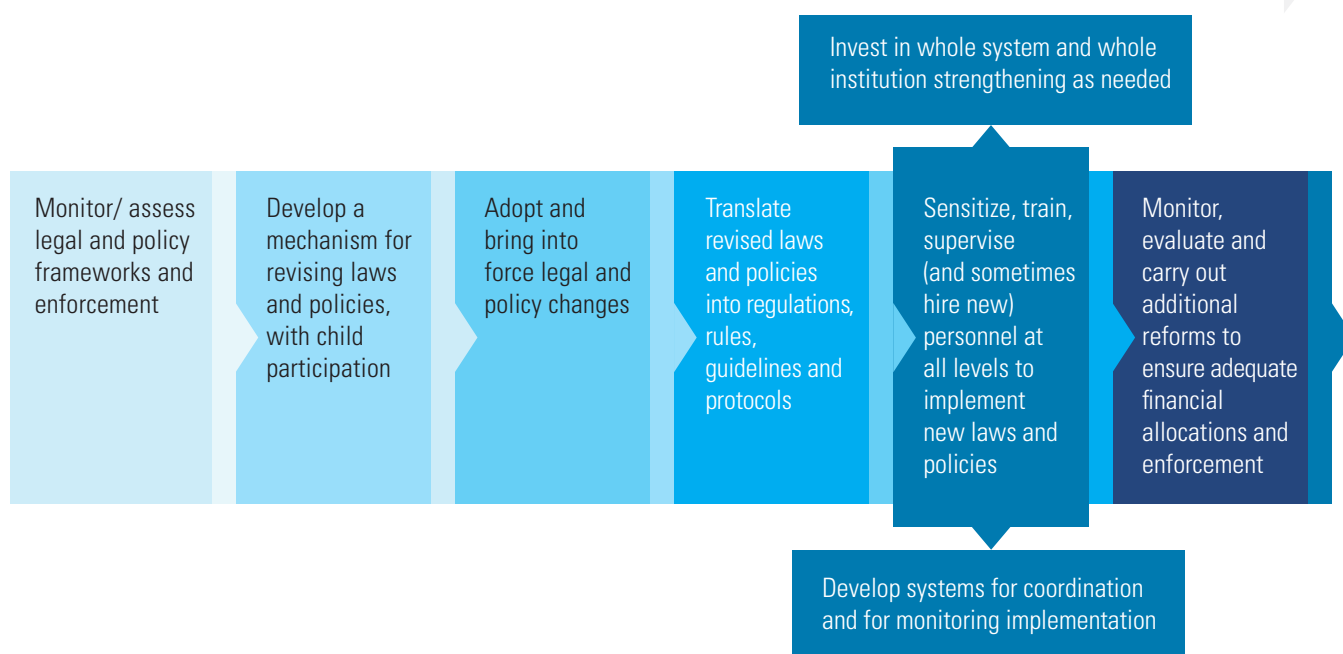 Invest in whole system and whole
institution strengthening as needed
Monitor/ assess
legal and policy
frameworks and
enforcement
Develop a
mechanism for
revising laws
and policies,
with child
participation
Adopt and
bring into
force legal and
policy changes
Translate
revised laws
and policies
into regulations,
rules,
guidelines and
protocols
Sensitize, train,
supervise
(and sometimes
hire new)
personnel at
all levels to
implement
new laws and
policies
Monitor,
evaluate and
carry out
additional
reforms to
ensure adequate
financial
allocations and
enforcement
Develop systems for coordination
and for monitoring implementation